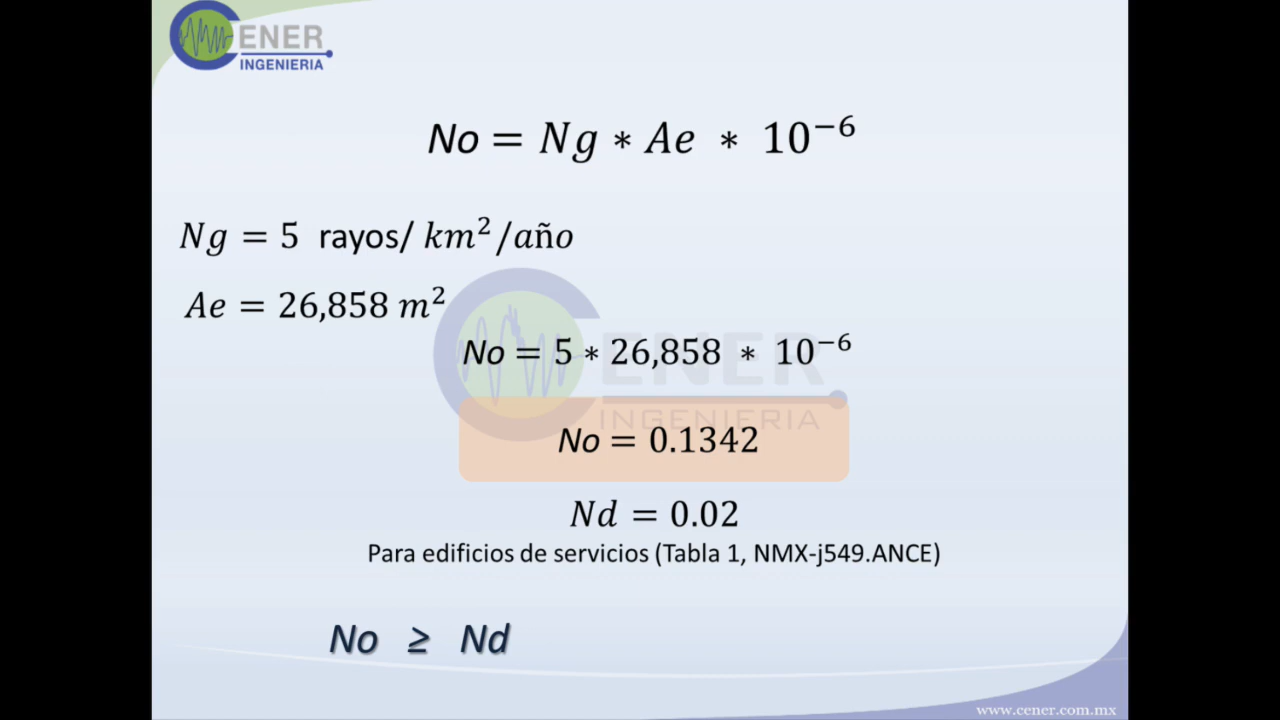 CENER
INGENIERIA
No = Ng ∗ Ae ∗ 10⁻⁶
Ng = 5 rayos/ km²/año
Ae = 26,858 m²
No = 5 ∗ 26,858 ∗ 10⁻⁶
CENER
INGENIERIA
No = 0.1342
Nd = 0.02
Para edificios de servicios (Tabla 1, NMX-j549.ANCE)
No ≥ Nd
www.cener.com.mx